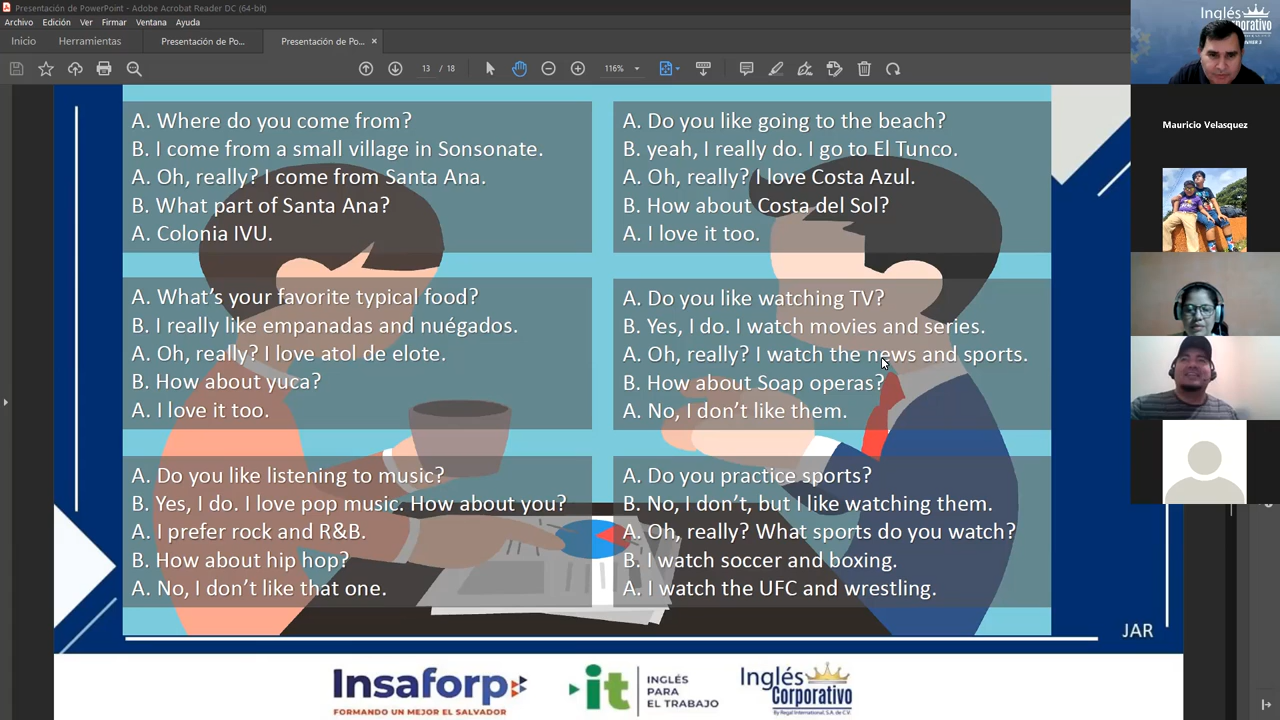 Presentación de PowerPoint - Adobe Acrobat Reader DC (64-bit)
Archivo Edición Ver Firmar Ventana Ayuda
Inicio Herramientas Presentación de Po... Presentación de Po... ×
13 / 18 116%
A. Where do you come from?
B. I come from a small village in Sonsonate.
A. Oh, really? I come from Santa Ana.
B. What part of Santa Ana?
A. Colonia IVU.
A. Do you like going to the beach?
B. yeah, I really do. I go to El Tunco.
A. Oh, really? I love Costa Azul.
B. How about Costa del Sol?
A. I love it too.
A. What's your favorite typical food?
B. I really like empanadas and nuégados.
A. Oh, really? I love atol de elote.
B. How about yuca?
A. I love it too.
A. Do you like watching TV?
B. Yes, I do. I watch movies and series.
A. Oh, really? I watch the news and sports.
B. How about Soap operas?
A. No, I don't like them.
A. Do you like listening to music?
B. Yes, I do. I love pop music. How about you?
A. I prefer rock and R&B.
B. How about hip hop?
A. No, I don't like that one.
A. Do you practice sports?
B. No, I don't, but I like watching them.
A. Oh, really? What sports do you watch?
B. I watch soccer and boxing.
A. I watch the UFC and wrestling.
JAR
Insaforp
FORMANDO UN MEJOR EL SALVADOR
it
INGLÉS
PARA
EL TRABAJO
Inglés
Corporativo
By Regal International, S.A. de C.V.
Inglés
Corporativo
Mauricio Velasquez